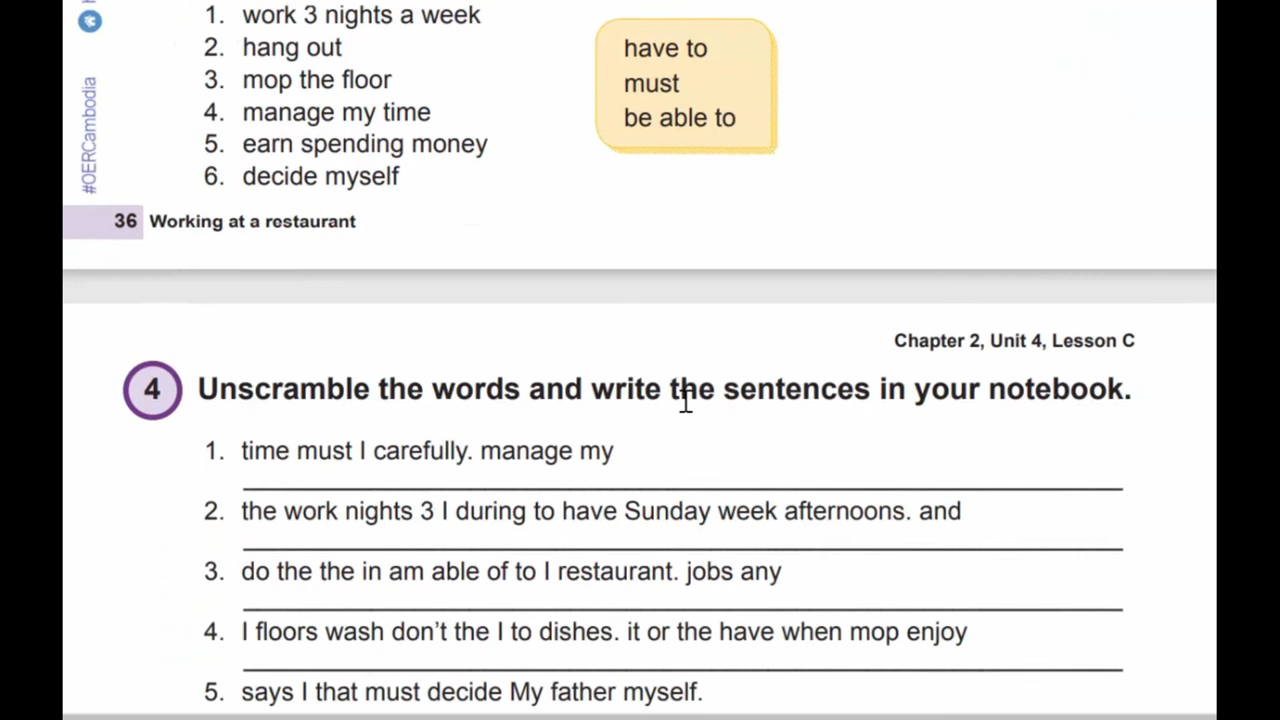 #OERCambodia
1. work 3 nights a week
2. hang out
3. mop the floor
4. manage my time
5. earn spending money
6. decide myself
have to
must
be able to
36 Working at a restaurant
Chapter 2, Unit 4, Lesson C
4 Unscramble the words and write the sentences in your notebook.
1. time must I carefully. manage my
2. the work nights 3 I during to have Sunday week afternoons. and
3. do the the in am able of to I restaurant. jobs any
4. I floors wash don't the I to dishes. it or the have when mop enjoy
5. says I that must decide My father myself.